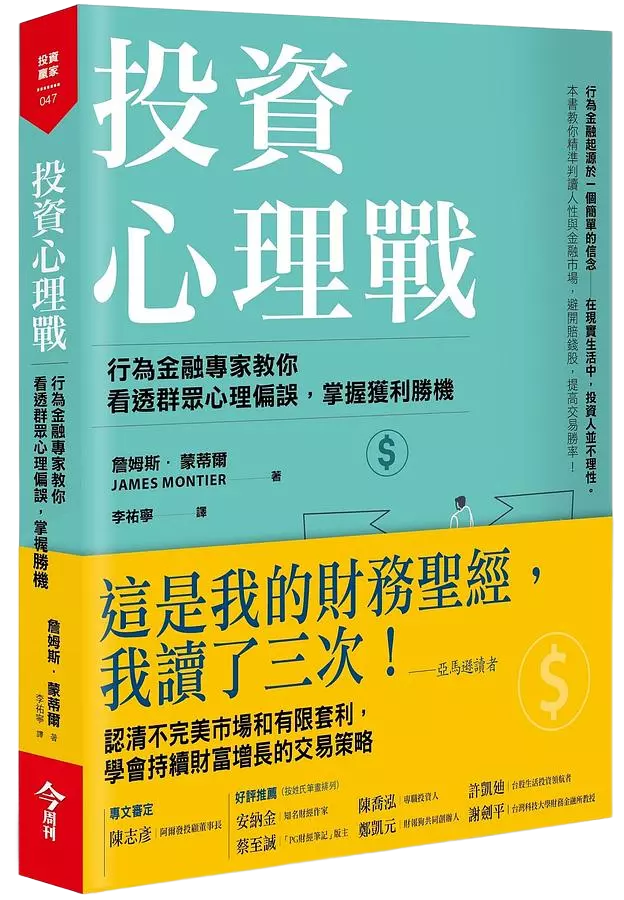 投資
贏家
047
投資心理戰
行為金融專家教你
看透群眾心理偏誤,掌握勝機
詹姆斯.蒙蒂爾 著
李祐寧 譯
今周刊
投資
心理戰
行為金融專家教你
看透群眾心理偏誤,掌握獲利勝機
行為金融起源於一個簡單的信念——在現實生活中,投資人並不理性。
本書教你精準判讀人性與金融市場,避開賠錢股,提高交易勝率!
詹姆斯.蒙蒂爾
JAMES MONTIER 著
李祐寧 譯
$
這是我的財務聖經,
我讀了三次!——亞馬遜讀者
$
認清不完美市場和有限套利,
學會持續財富增長的交易策略
專文審定
陳志彥|阿爾發投顧董事長
好評推薦(按姓氏筆畫排列)
安納金|知名財經作家
蔡至誠|「PG財經筆記」版主
陳喬泓|專職投資人
鄭凱元|財報狗共同創辦人
許凱廸|台股生活投資領航者
謝劍平|台灣科技大學財務金融所教授